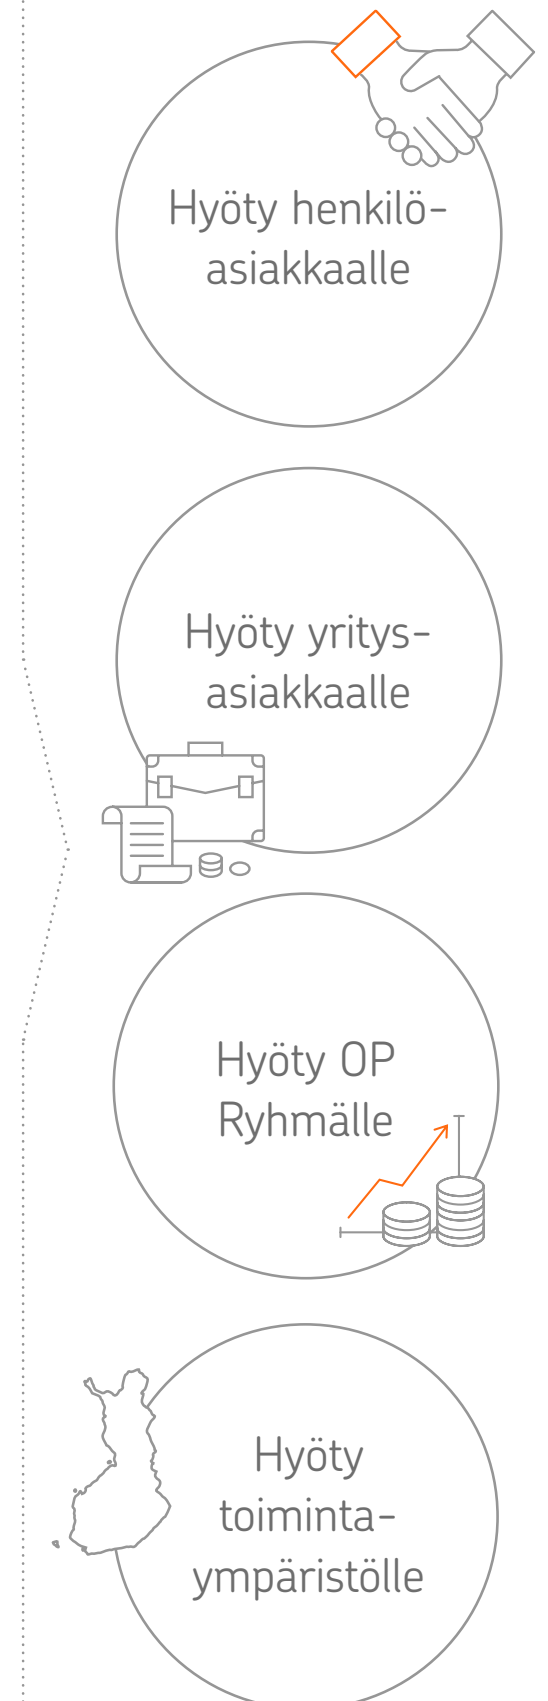 Hyöty henkilö-
asiakkaalle
Hyöty yritys-
asiakkaalle
Hyöty OP
Ryhmälle
Hyöty
toiminta-
ympäristölle